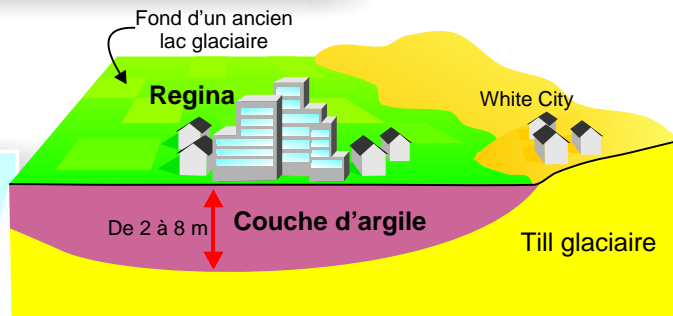 Fond d'un ancien
lac glaciaire
Regina
White City
De 2 à 8 m
Couche d'argile
Till glaciaire